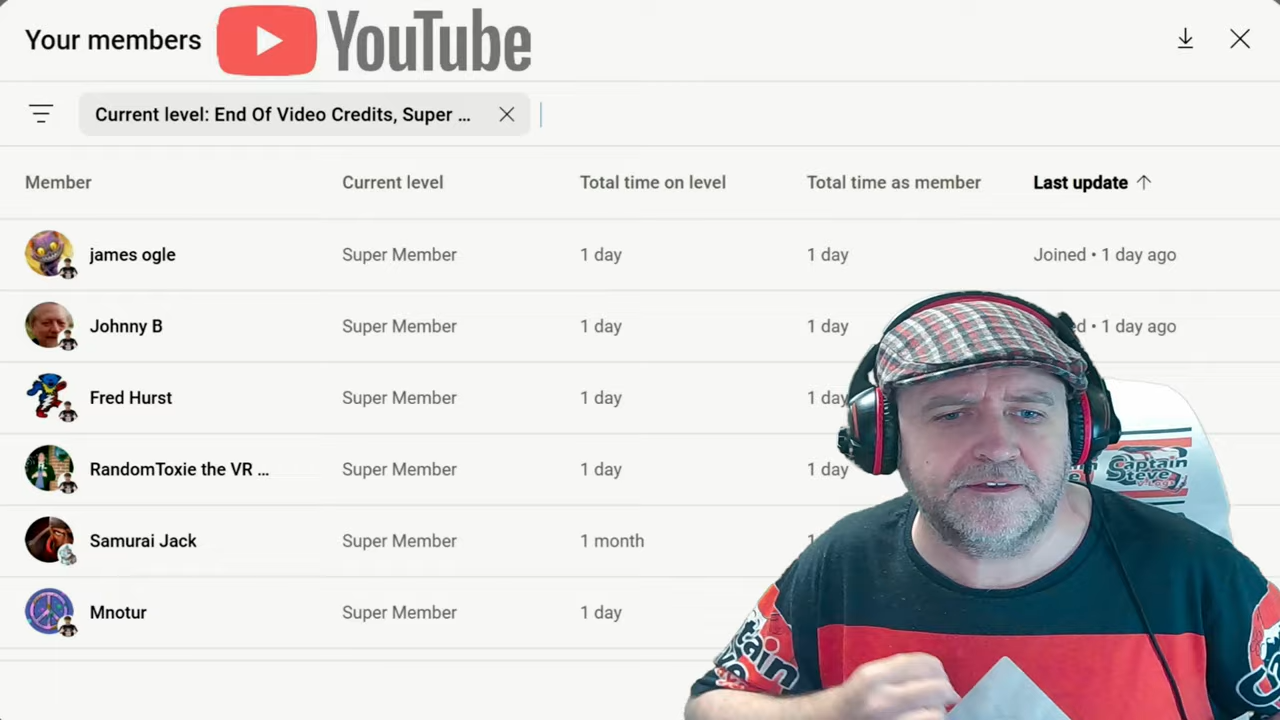 Your members
YouTube
Current level: End Of Video Credits, Super ...
Member Current level Total time on level Total time as member Last update
james ogle Super Member 1 day 1 day Joined • 1 day ago
Johnny B Super Member 1 day 1 day d • 1 day ago
Fred Hurst Super Member 1 day 1 day
RandomToxie the VR ... Super Member 1 day 1 day
Samurai Jack Super Member 1 month
Mnotur Super Member 1 day
Captain
Steve
Captain